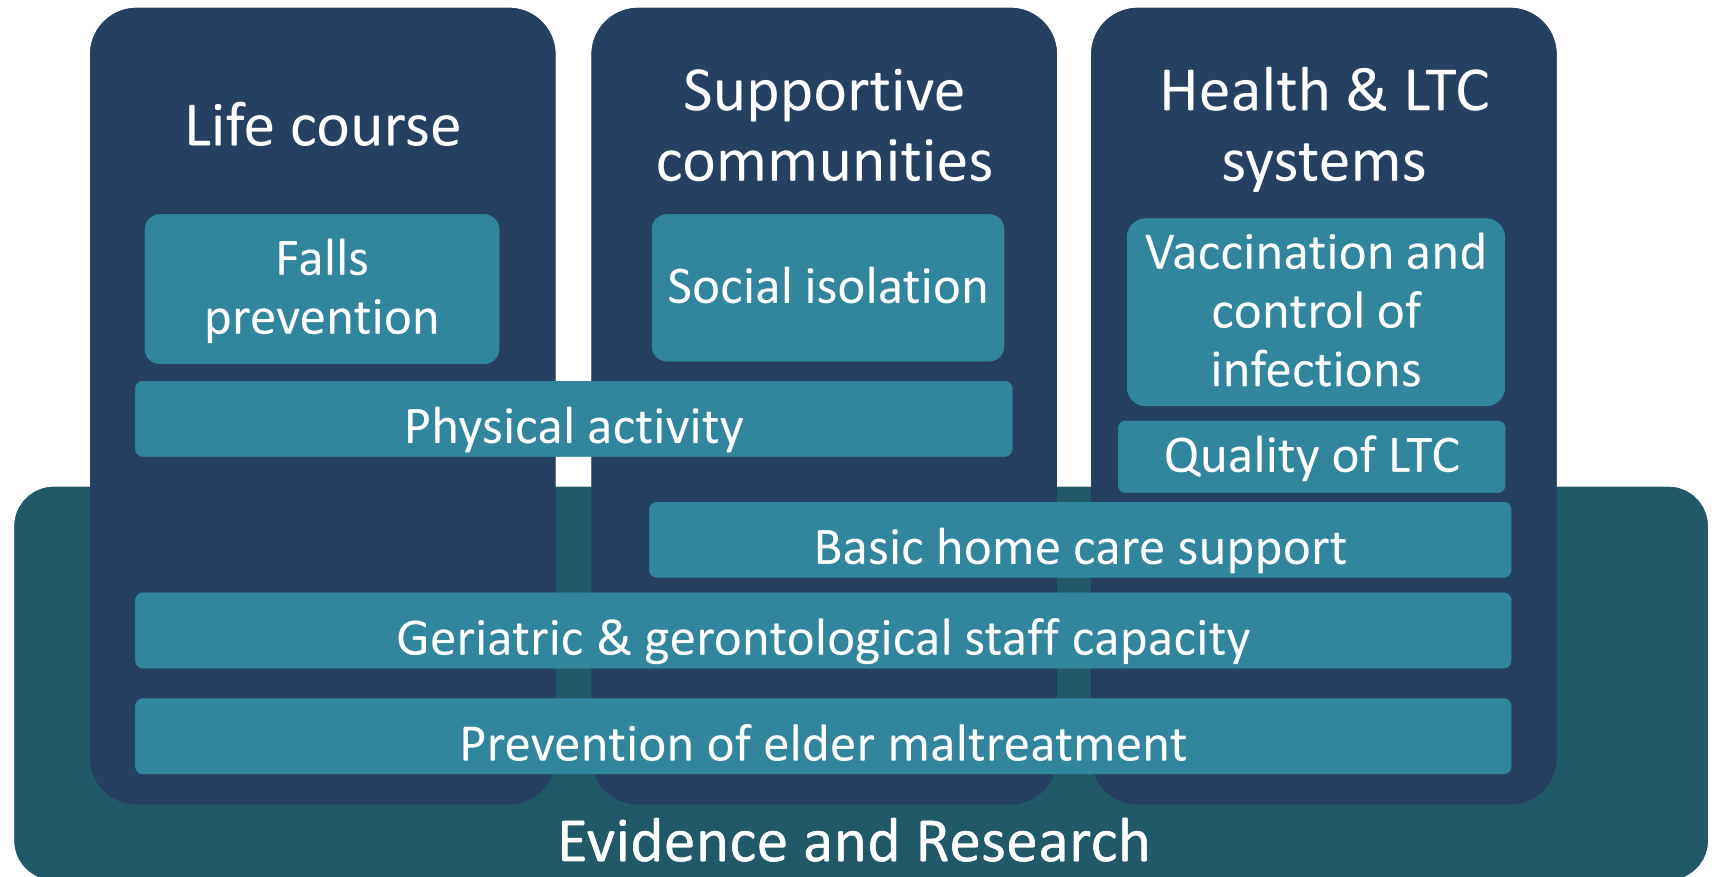 Life course
Supportive
communities
Health & LTC
systems
Falls
prevention
Social isolation
Vaccination and
control of
infections
Physical activity
Quality of LTC
Basic home care support
Geriatric & gerontological staff capacity
Prevention of elder maltreatment
Evidence and Research